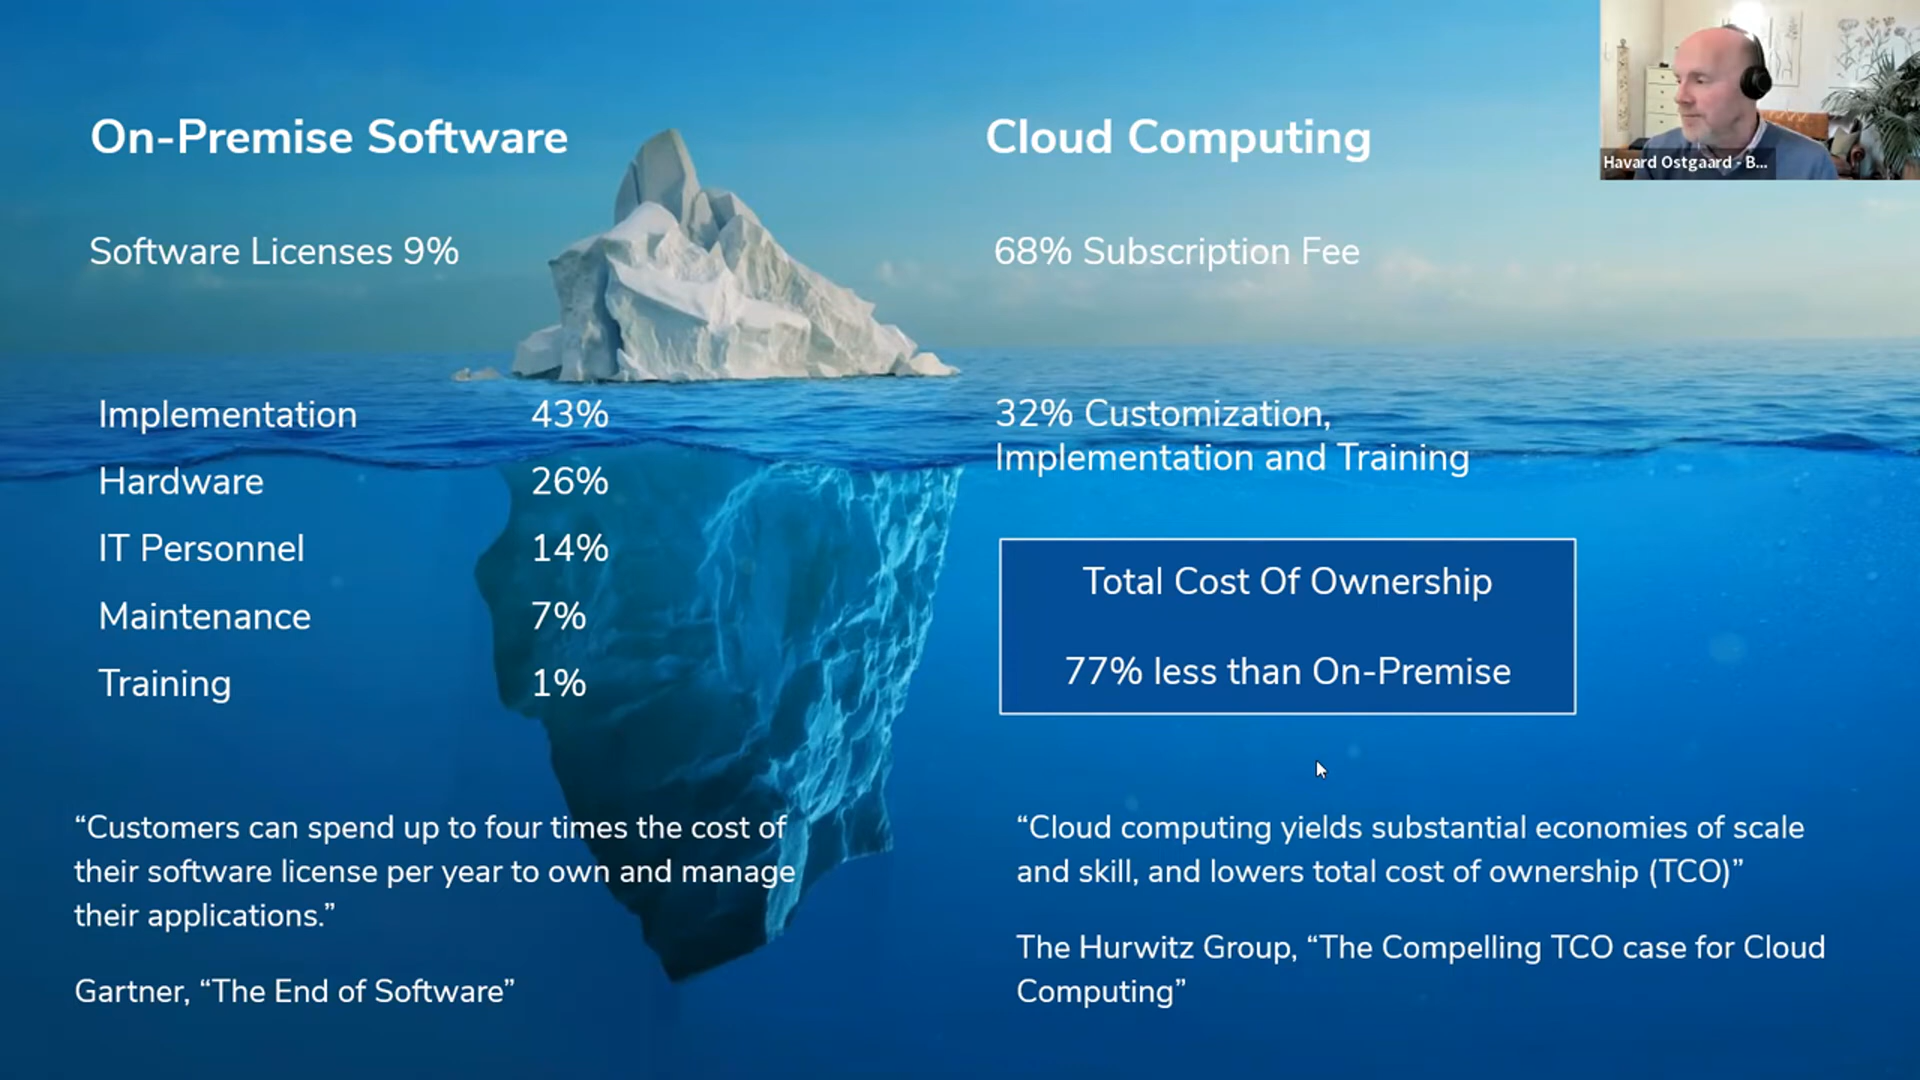 On-Premise Software
Software Licenses 9%
Implementation 43%
Hardware 26%
IT Personnel 14%
Maintenance 7%
Training 1%
“Customers can spend up to four times the cost of
their software license per year to own and manage
their applications.”
Gartner, “The End of Software”
Cloud Computing
68% Subscription Fee
32% Customization,
Implementation and Training
Total Cost Of Ownership
77% less than On-Premise
“Cloud computing yields substantial economies of scale
and skill, and lowers total cost of ownership (TCO)”
The Hurwitz Group, “The Compelling TCO case for Cloud
Computing”
Havard Ostgaard - B...